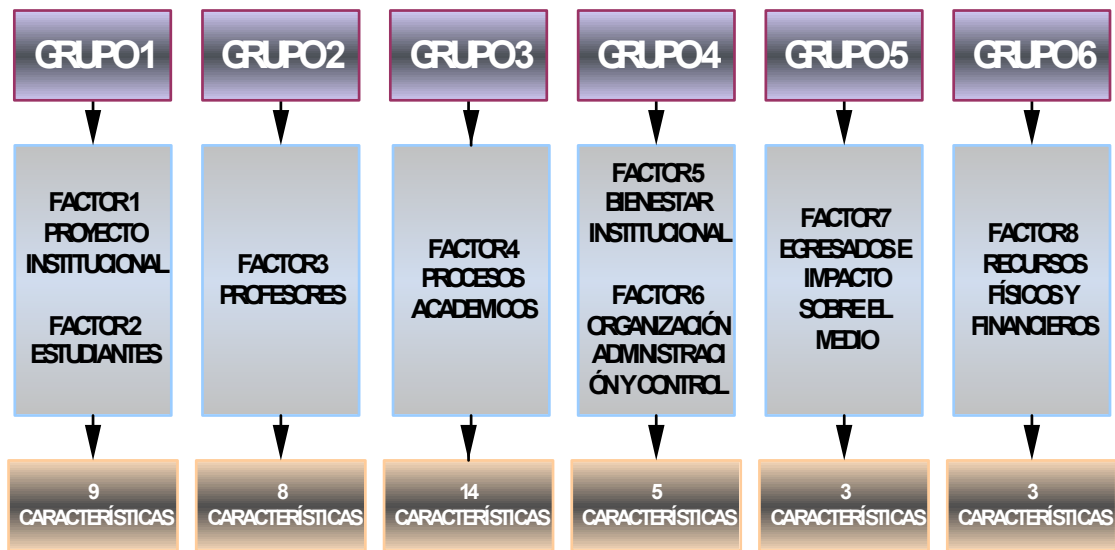 GRUPO1
GRUPO2
GRUPO3
GRUPO4
GRUPO5
GRUPO6
FACTOR1
PROYECTO
INSTITUCIONAL
FACTOR2
ESTUDIANTES
FACTOR3
PROFESORES
FACTOR4
PROCESOS
ACADEMICOS
FACTOR5
BIENESTAR
INSTITUCIONAL
FACTOR6
ORGANIZACIÓN
ADMINISTRACI
ÓN Y CONTROL
FACTOR7
EGRESADOS E
IMPACTO
SOBRE EL
MEDIO
FACTOR8
RECURSOS
FÍSICOS Y
FINANCIEROS
9
CARACTERÍSTICAS
8
CARACTERÍSTICAS
14
CARACTERÍSTICAS
5
CARACTERÍSTICAS
3
CARACTERÍSTICAS
3
CARACTERÍSTICAS